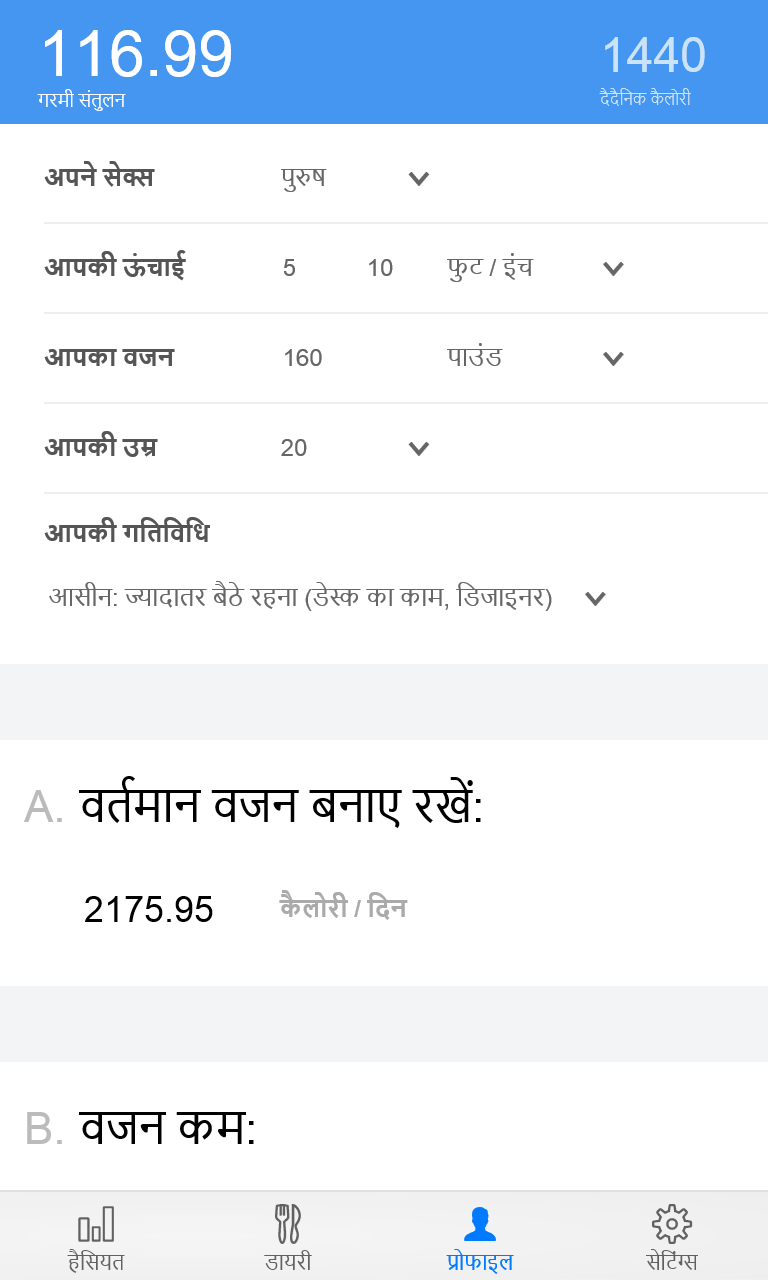 116.99 1440
गरमी संतुलन दैदैनिक कैलोरी
अपने सेक्स पुरुष
आपकी ऊंचाई 5 10 फुट / इंच
आपका वजन 160 पाउंड
आपकी उम्र 20
आपकी गतिविधि
आसीन: ज्यादातर बैठे रहना (डेस्क का काम, डिजाइनर)
A. वर्तमान वजन बनाए रखें:
2175.95 कैलोरी / दिन
B. वजन कम:
हैसियत डायरी प्रोफाइल सेटिंग्स